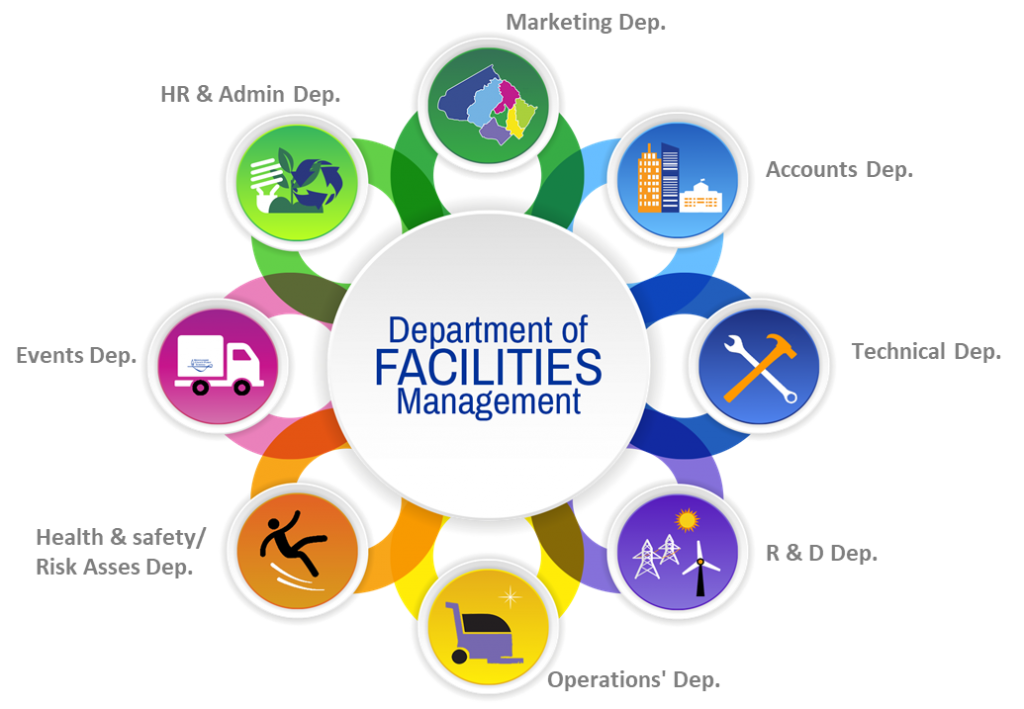 Marketing Dep.
HR & Admin Dep.
Accounts Dep.
Department of
FACILITIES
Management
Events Dep.
Technical Dep.
Health & safety/
Risk Asses Dep.
R & D Dep.
Operations' Dep.